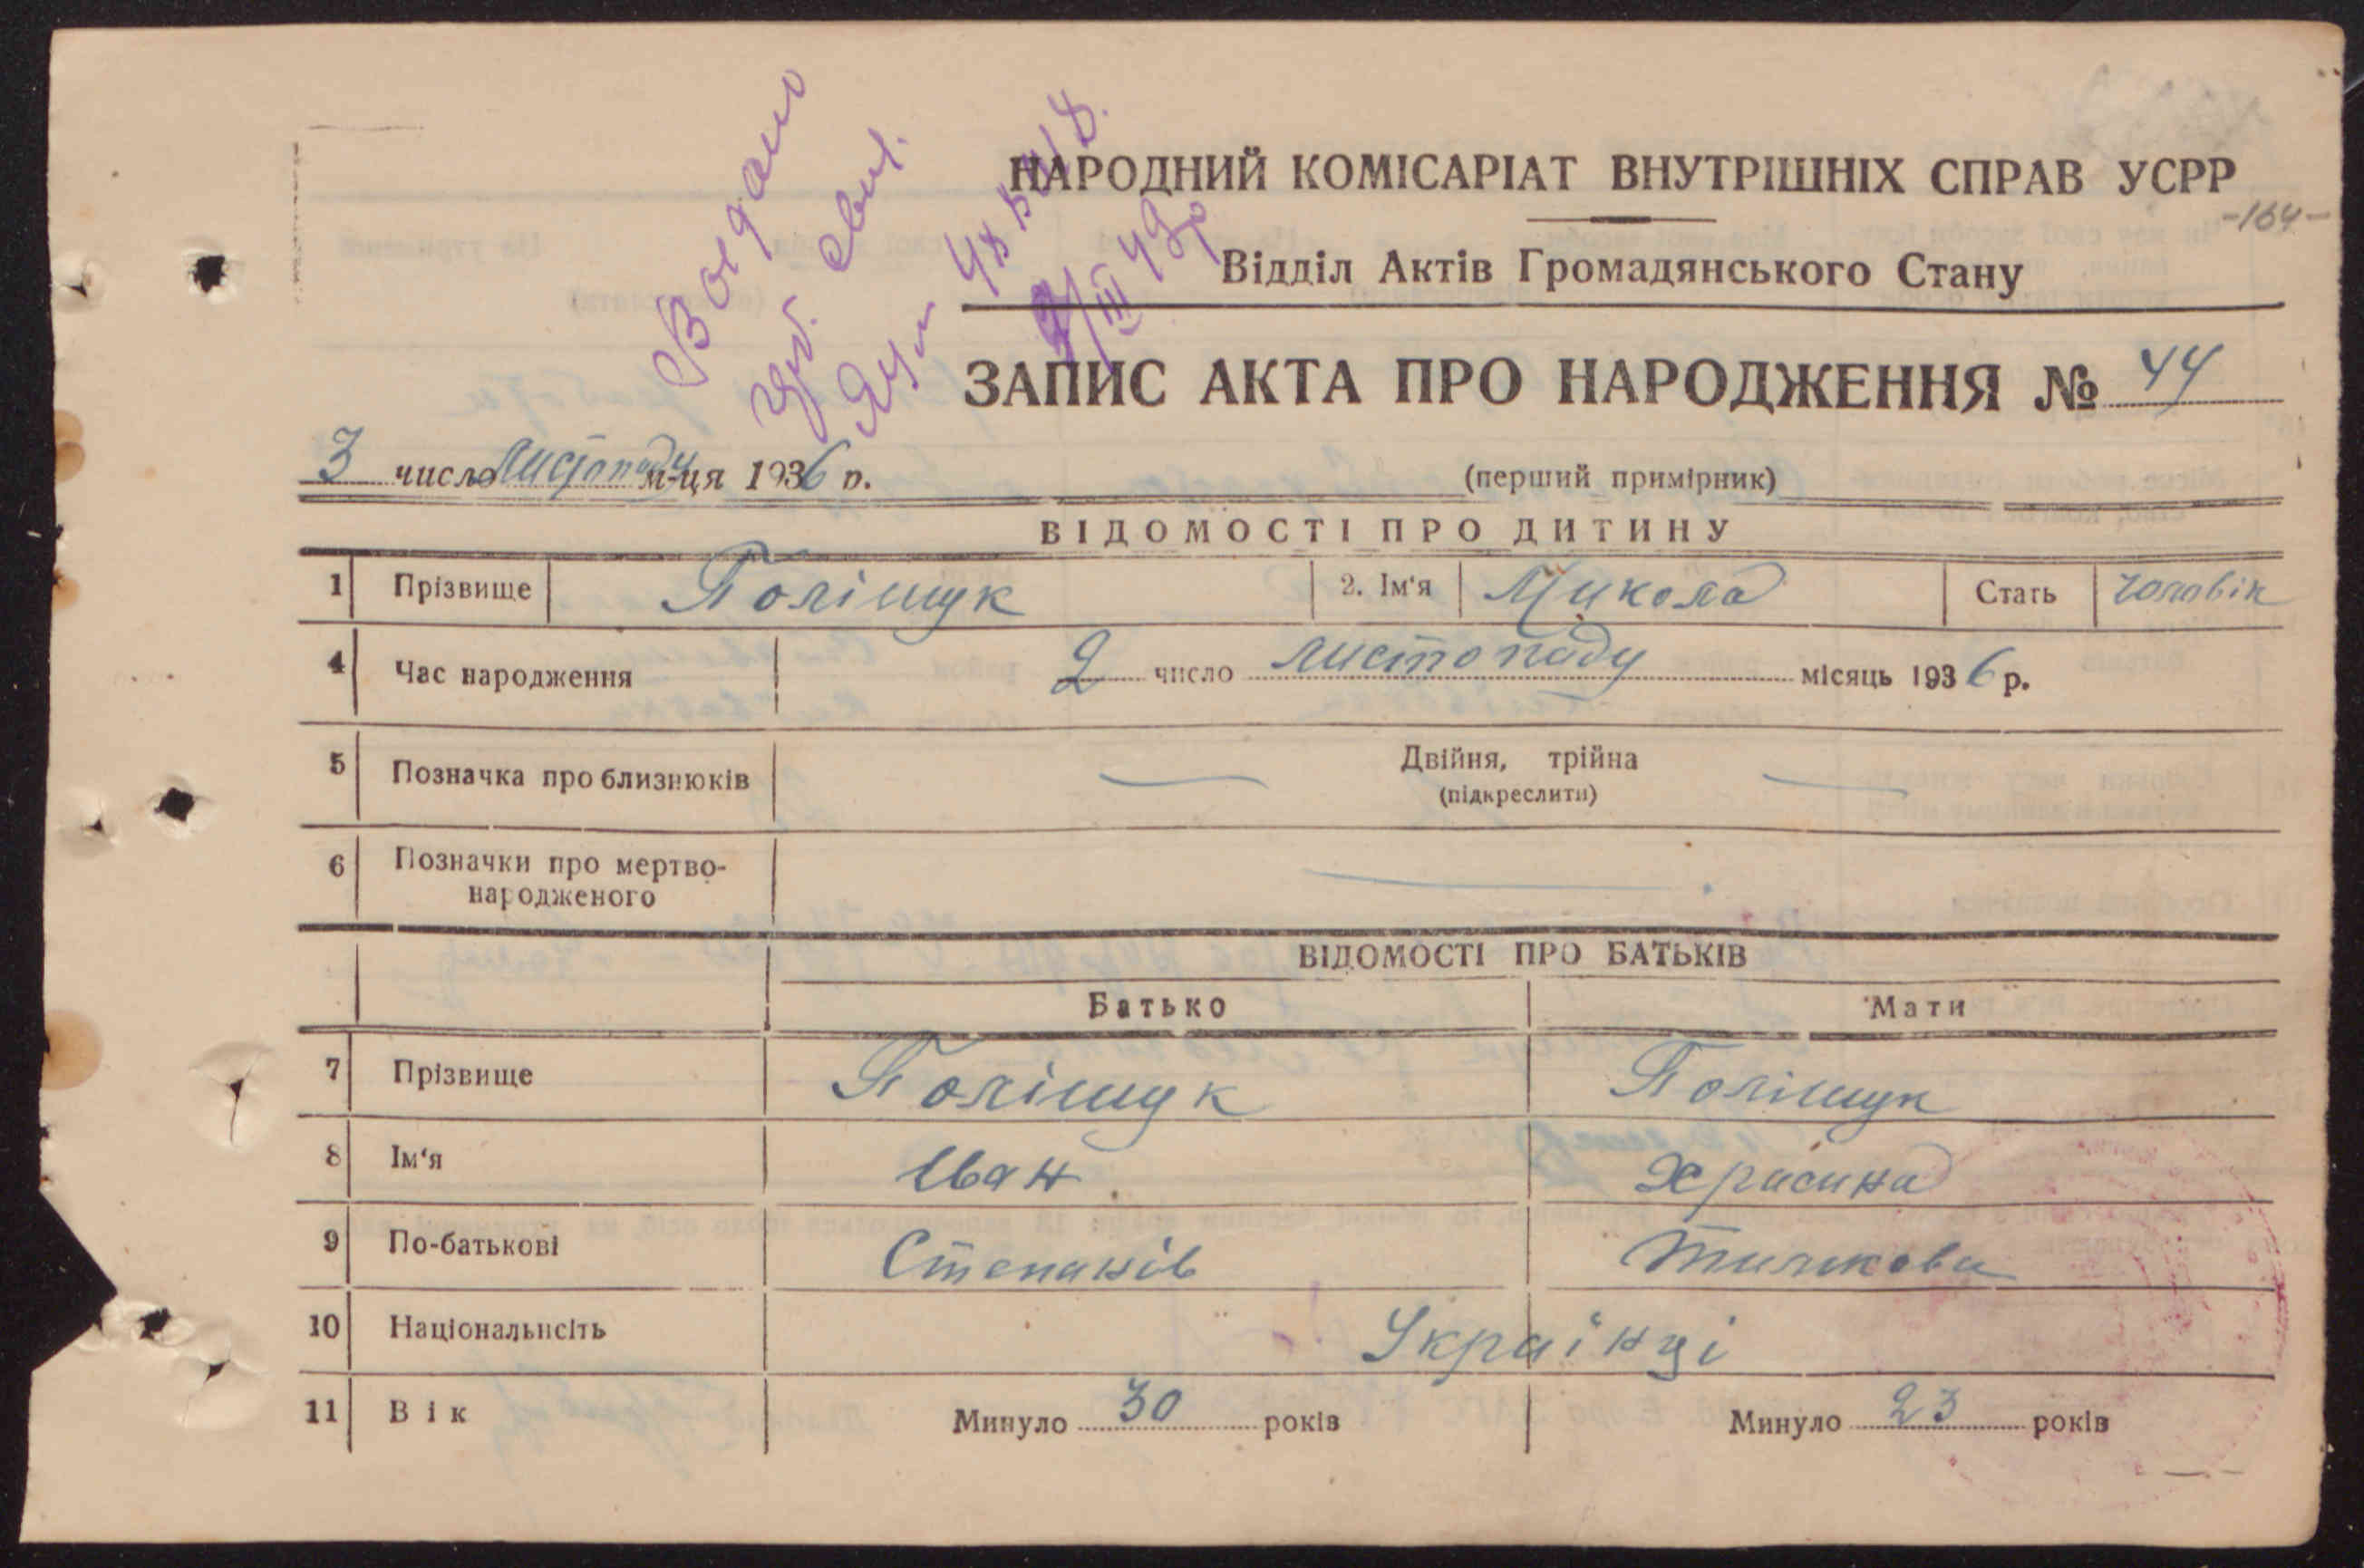 НАРОДНИЙ КОМІСАРІАТ ВНУТРІШНІХ СПРАВ УСРР
-164-
Відділ Актів Громадянського Стану
ЗАПИС АКТА ПРО НАРОДЖЕННЯ № 44
3 число листопаду м-ця 1936 р.
(перший примірник)
ВІДОМОСТІ ПРО ДИТИНУ
1 Прізвище Поліщук 2. Ім'я Микола Стать чоловік
4 Час народження 2 число листопаду місяць 1936 р.
5 Позначка про близнюків Двійня, трійна
(підкреслити)
6 Позначки про мертво-
народженого
ВІДОМОСТІ ПРО БАТЬКІВ
Батько Мати
7 Прізвище Поліщук Поліщук
8 Ім'я Іван
9 По-батькові Степанів
10 Національнсіть Українці
11 Вік Минуло 30 років Минуло 23 років